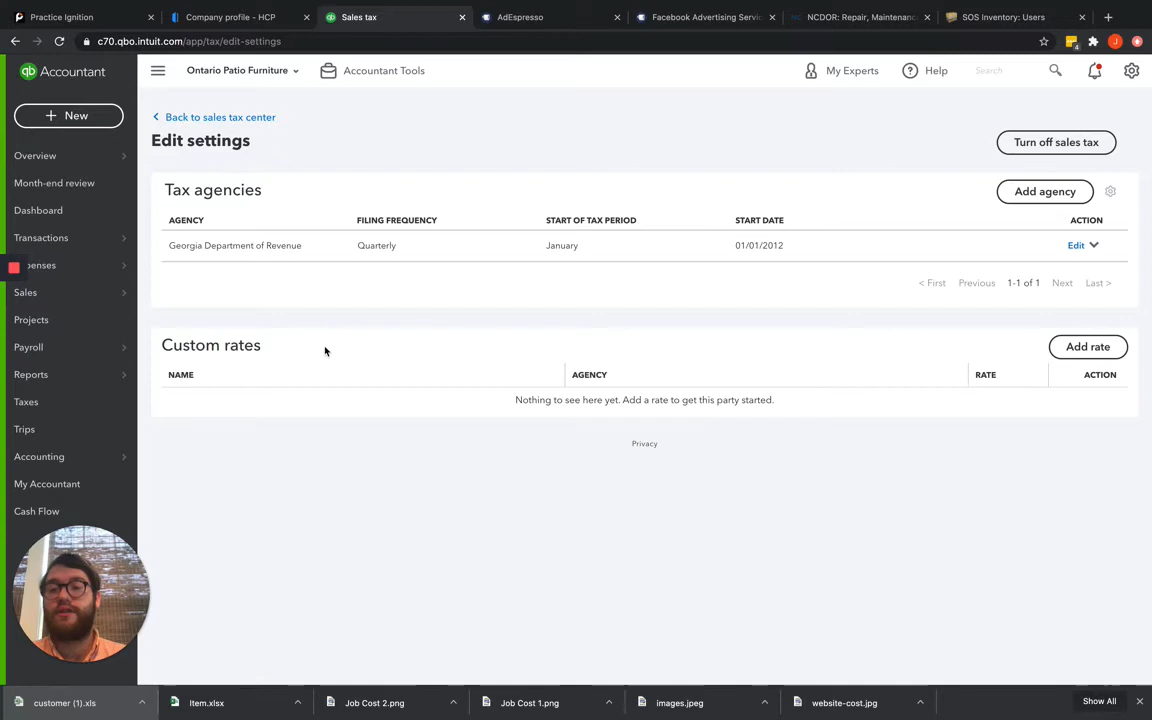 Practice Ignition
Company profile - HCP
Sales tax
AdEspresso
Facebook Advertising Servic
NCDOR: Repair, Maintenanc
SOS Inventory: Users
c70.qbo.intuit.com/app/tax/edit-settings
4
J
qb Accountant
Ontario Patio Furniture
Accountant Tools
My Experts
? Help
Search
+ New
Overview
Month-end review
Dashboard
Transactions
penses
Sales
Projects
Payroll
Reports
Taxes
Trips
Accounting
My Accountant
Cash Flow
< Back to sales tax center
Edit settings
Turn off sales tax
Tax agencies
Add agency
AGENCY FILING FREQUENCY START OF TAX PERIOD START DATE ACTION
Georgia Department of Revenue Quarterly January 01/01/2012 Edit
< First Previous 1-1 of 1 Next Last >
Custom rates
Add rate
NAME AGENCY RATE ACTION
Nothing to see here yet. Add a rate to get this party started.
Privacy
customer (1).xls
Item.xlsx
Job Cost 2.png
Job Cost 1.png
images.jpeg
website-cost.jpg
Show All